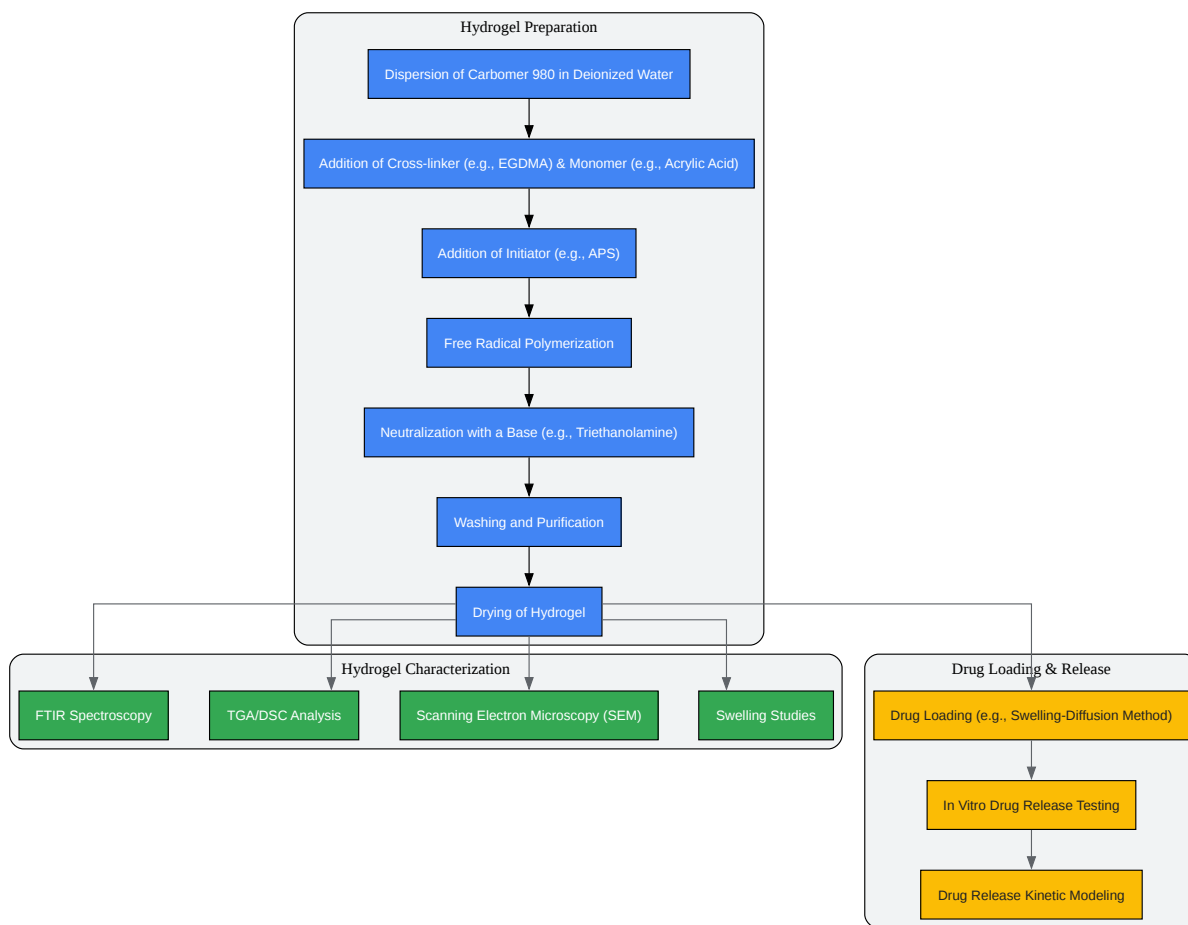 Hydrogel Preparation
Dispersion of Carbomer 980 in Deionized Water
Addition of Cross-linker (e.g., EGDMA) & Monomer (e.g., Acrylic Acid)
Addition of Initiator (e.g., APS)
Free Radical Polymerization
Neutralization with a Base (e.g., Triethanolamine)
Washing and Purification
Drying of Hydrogel
Hydrogel Characterization
FTIR Spectroscopy
TGA/DSC Analysis
Scanning Electron Microscopy (SEM)
Swelling Studies
Drug Loading & Release
Drug Loading (e.g., Swelling-Diffusion Method)
In Vitro Drug Release Testing
Drug Release Kinetic Modeling